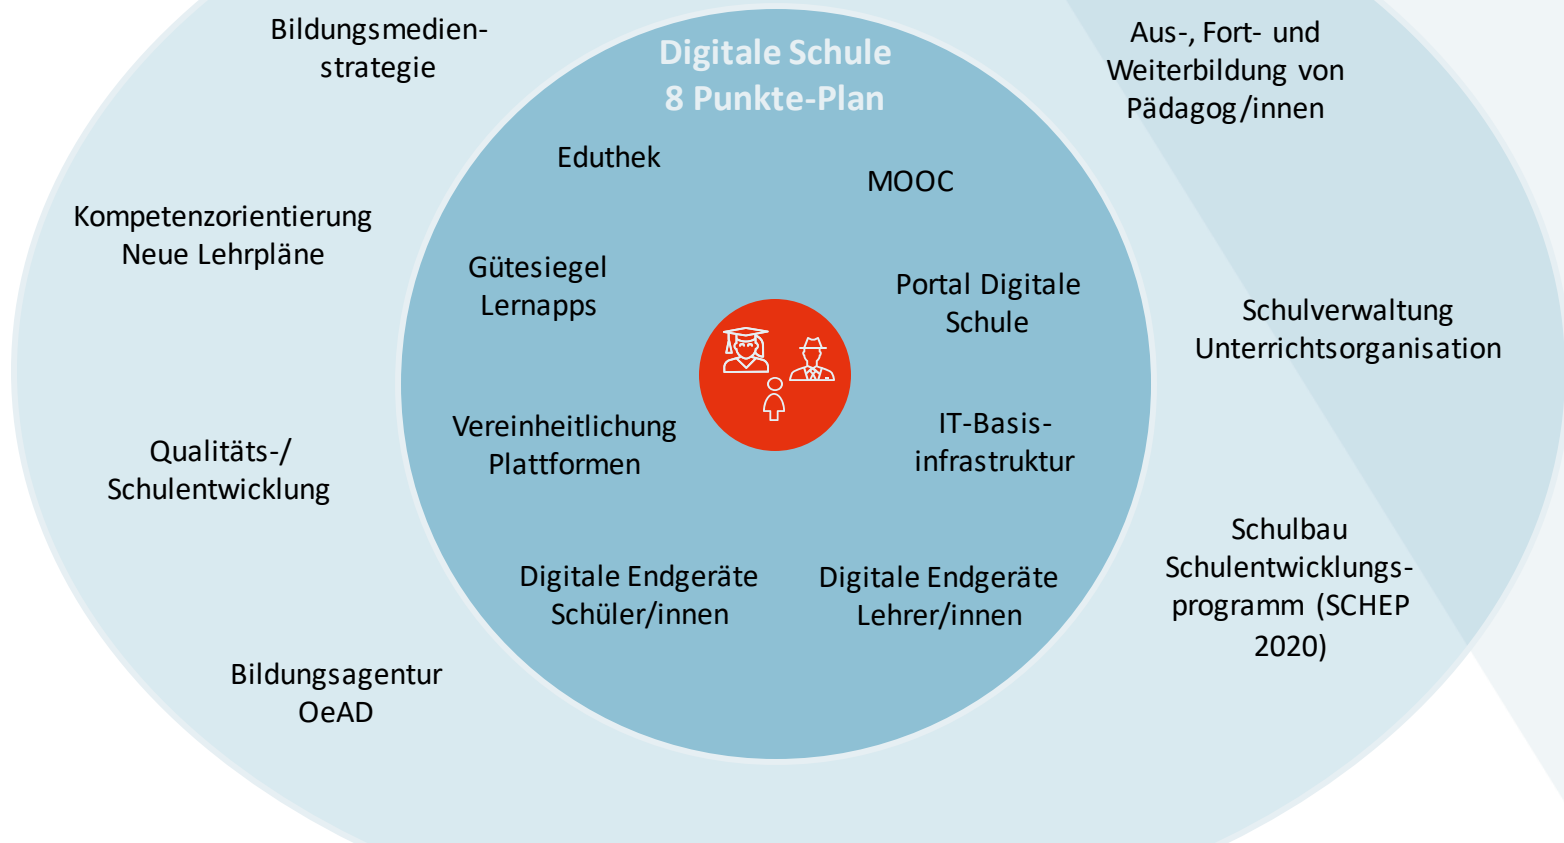 Bildungsmedien-
strategie
Digitale Schule
8 Punkte-Plan
Aus-, Fort- und
Weiterbildung von
Pädagog/innen
Eduthek
MOOC
Kompetenzorientierung
Neue Lehrpläne
Gütesiegel
Lernapps
Portal Digitale
Schule
Schulverwaltung
Unterrichtsorganisation
Vereinheitlichung
Plattformen
IT-Basis-
infrastruktur
Qualitäts-/
Schulentwicklung
Digitale Endgeräte
Schüler/innen
Digitale Endgeräte
Lehrer/innen
Schulbau
Schulentwicklungs-
programm (SCHEP
2020)
Bildungsagentur
OeAD